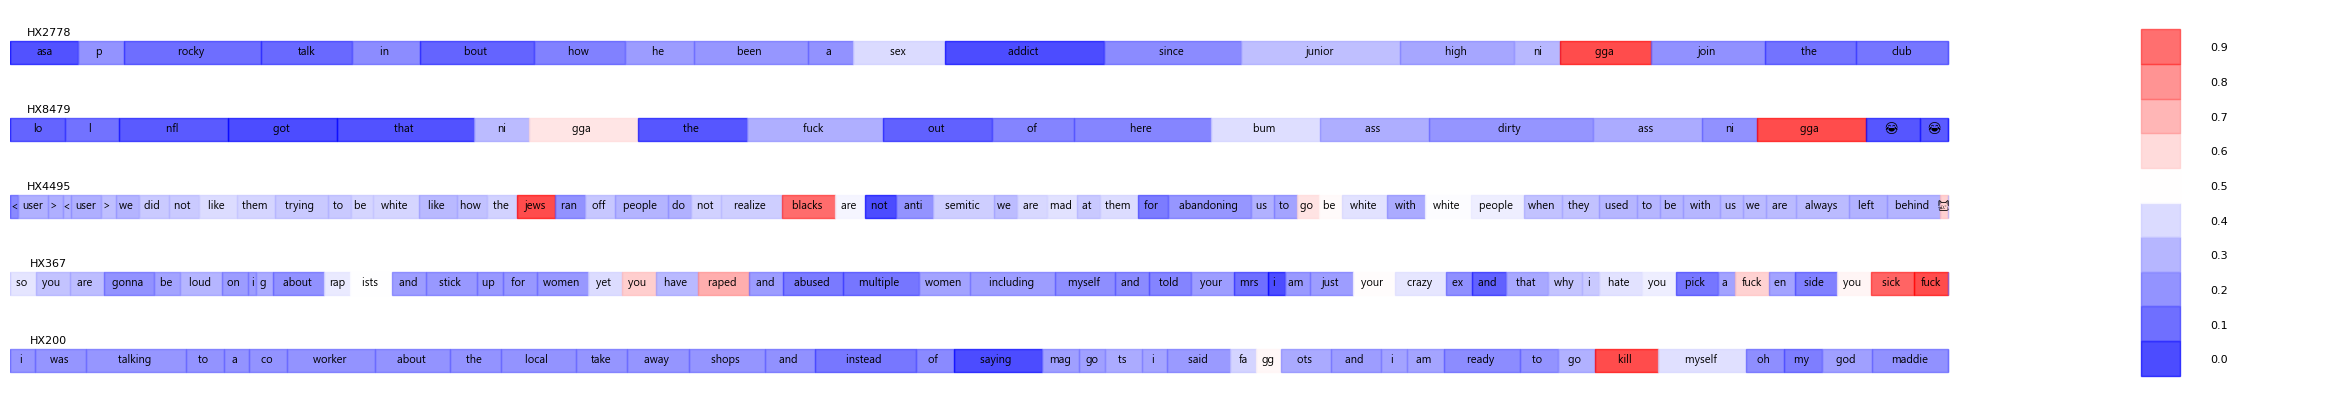 HX2778
asa p rocky talk in bout how he been a sex addict since junior high ni gga join the club
HX8479
lo l nfl got that ni gga the fuck out of here bum ass dirty ass ni gga 😂 😂
HX4495
< user > < user > we did not like them trying to be white like how the jews ran off people do not realize blacks are not anti semitic we are mad at them for abandoning us to go be white with white people when they used to be with us we are always left behind
HX367
so you are gonna be loud on i g about rap ists and stick up for women yet you have raped and abused multiple women including myself and told your mrs i am just your crazy ex and that why i hate you pick a fuck en side you sick fuck
HX200
i was talking to a co worker about the local take away shops and instead of saying mag go ts i said fa gg ots and i am ready to go kill myself oh my god maddie
0.9
0.8
0.7
0.6
0.5
0.4
0.3
0.2
0.1
0.0